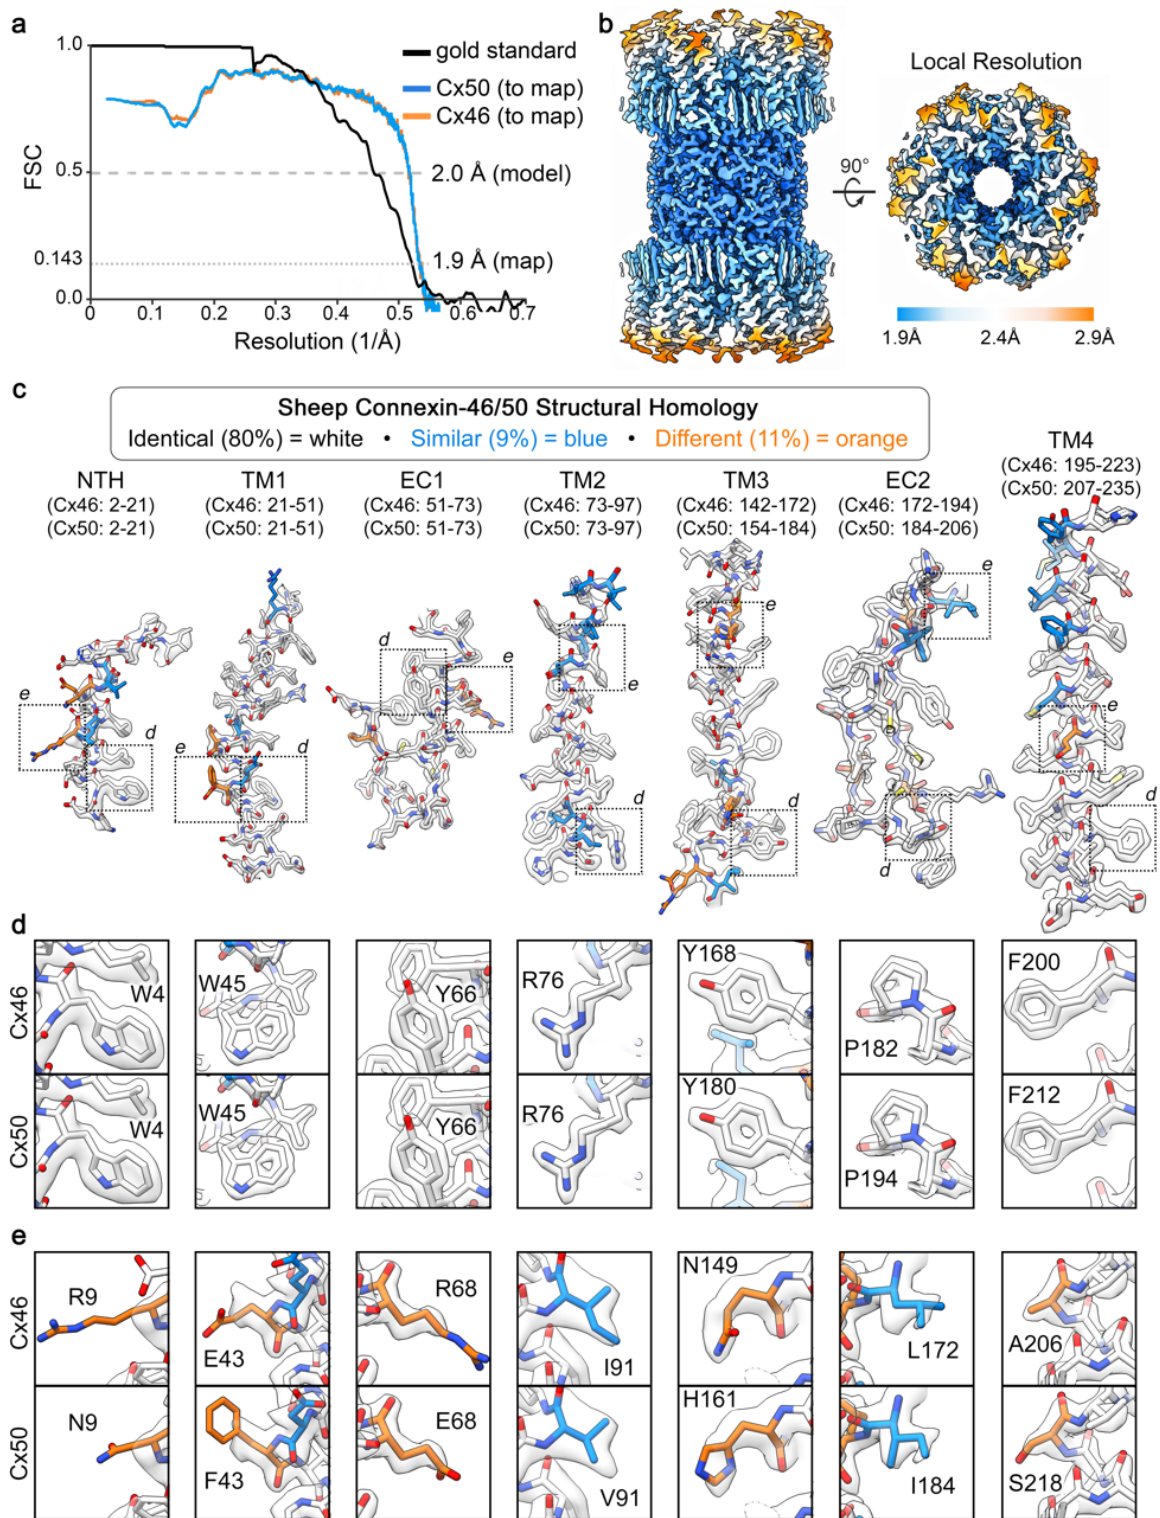 a
1.0
gold standard
Cx50 (to map)
Cx46 (to map)
FSC
0.5
2.0 Å (model)
0.143
1.9 Å (map)
0.0
0 0.1 0.2 0.3 0.4 0.5 0.6 0.7
Resolution (1/Å)
b
Local Resolution
90°
1.9Å 2.4Å 2.9Å
c
Sheep Connexin-46/50 Structural Homology
Identical (80%) = white • Similar (9%) = blue • Different (11%) = orange
NTH
(Cx46: 2-21)
(Cx50: 2-21)
TM1
(Cx46: 21-51)
(Cx50: 21-51)
EC1
(Cx46: 51-73)
(Cx50: 51-73)
TM2
(Cx46: 73-97)
(Cx50: 73-97)
TM3
(Cx46: 142-172)
(Cx50: 154-184)
EC2
(Cx46: 172-194)
(Cx50: 184-206)
TM4
(Cx46: 195-223)
(Cx50: 207-235)
e
d
e
d
d
e
e
d
e
d
e
d
e
d
d
Cx46
W4
W45
Y66
R76
Y168
P182
F200
Cx50
W4
W45
Y66
R76
Y180
P194
F212
e
Cx46
R9
E43
R68
I91
N149
L172
A206
Cx50
N9
F43
E68
V91
H161
I184
S218